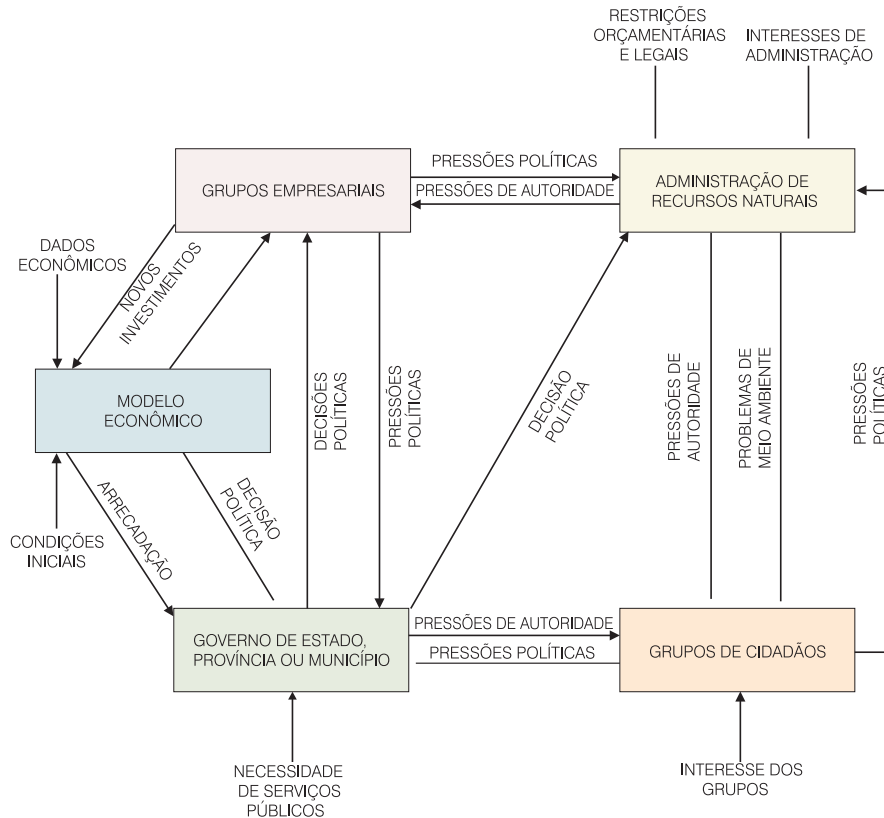 RESTRIÇÕES
ORÇAMENTÁRIAS
E LEGAIS
INTERESSES DE
ADMINISTRAÇÃO
GRUPOS EMPRESARIAIS
PRESSÕES POLÍTICAS
PRESSÕES DE AUTORIDADE
ADMINISTRAÇÃO DE
RECURSOS NATURAIS
DADOS
ECONÔMICOS
NOVOS
INVESTIMENTOS
MODELO
ECONÔMICO
DECISÕES
POLÍTICAS
PRESSÕES
POLÍTICAS
DECISÃO
POLÍTICA
PRESSÕES DE
AUTORIDADE
PROBLEMAS DE
MEIO AMBIENTE
PRESSÕES
POLÍTICAS
CONDIÇÕES
INICIAIS
ARRECADAÇÃO
DECISÃO
POLÍTICA
GOVERNO DE ESTADO,
PROVÍNCIA OU MUNICÍPIO
PRESSÕES DE AUTORIDADE
PRESSÕES POLÍTICAS
GRUPOS DE CIDADÃOS
NECESSIDADE
DE SERVIÇOS
PÚBLICOS
INTERESSE DOS
GRUPOS